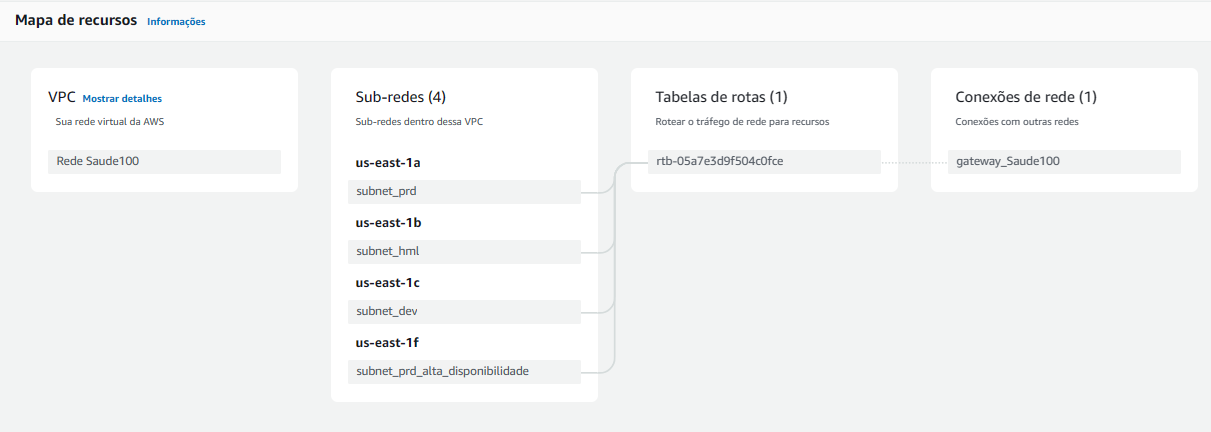 Mapa de recursos Informações
VPC Mostrar detalhes
Sua rede virtual da AWS
Rede Saude100
Sub-redes (4)
Sub-redes dentro dessa VPC
us-east-1a
subnet_prd
us-east-1b
subnet_hml
us-east-1c
subnet_dev
us-east-1f
subnet_prd_alta_disponibilidade
Tabelas de rotas (1)
Rotear o tráfego de rede para recursos
rtb-05a7e3d9f504c0fce
Conexões de rede (1)
Conexões com outras redes
gateway_Saude100